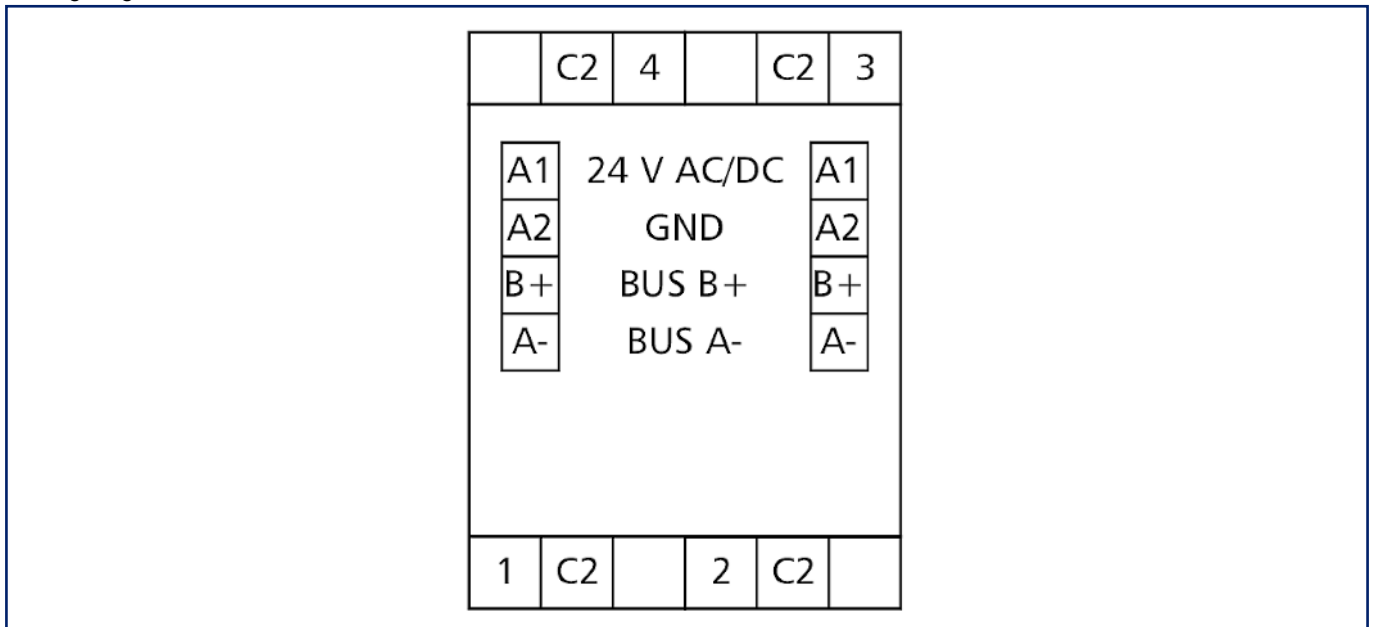 C2 4 C2 3
A1 24 V AC/DC A1
A2 GND A2
B+ BUS B+ B+
A- BUS A- A-
1 C2 2 C2